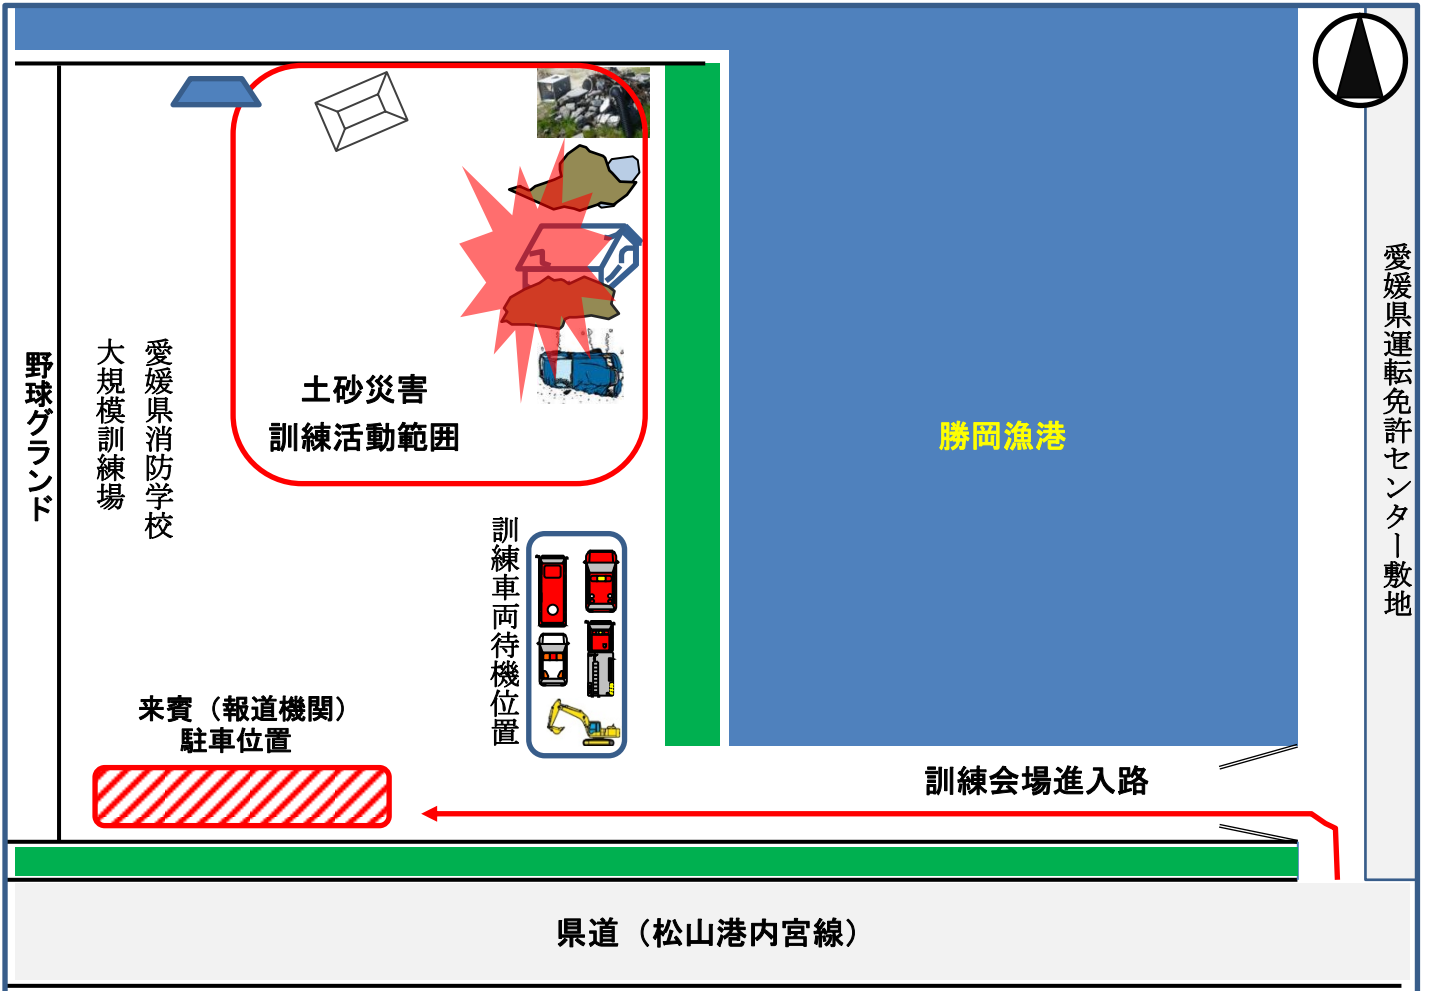 野球グランド
愛媛県消防学校
大規模訓練場
土砂災害
訓練活動範囲
訓練車両待機位置
来賓（報道機関）
駐車位置
勝岡漁港
愛媛県運転免許センター敷地
訓練会場進入路
県道（松山港内宮線）